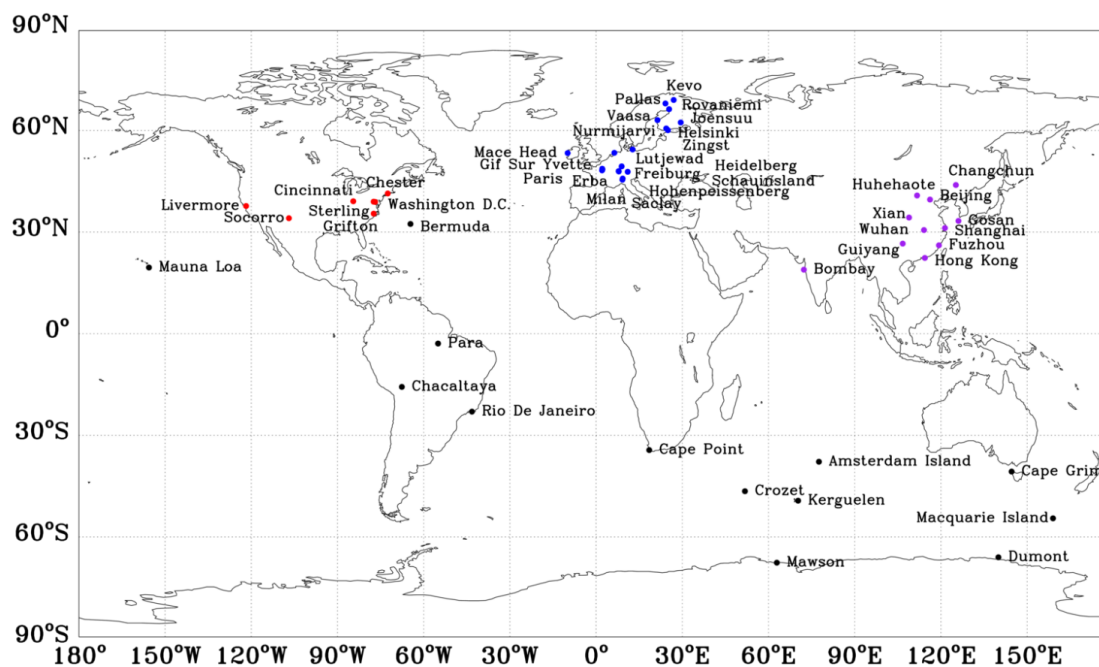 90°N
Kevo
Pallas
Rovaniemi
Vaasa
Joensuu
60°N
Nurmijarvi
Helsinki
Zingst
Mace Head
Lutjewad
Gif Sur Yvette
Heidelberg
Freiburg
Changchun
Paris
Erba
Schauinsland
Huhehaote
Cincinnati
Chester
Hohenpeissenberg
Beijing
Livermore
Washington D.C.
Milan
Saclay
Sterling
Xian
Gosan
Socorro
Grifton
Bermuda
30°N
Wuhan
Shanghai
Guiyang
Fuzhou
Mauna Loa
Bombay
Hong Kong
0°
Para
Chacaltaya
Rio De Janeiro
30°S
Cape Point
Amsterdam Island
Cape Grim
Crozet
Kerguelen
Macquarie Island
60°S
Mawson
Dumont
90°S
180° 150°W 120°W 90°W 60°W 30°W 0° 30°E 60°E 90°E 120°E 150°E